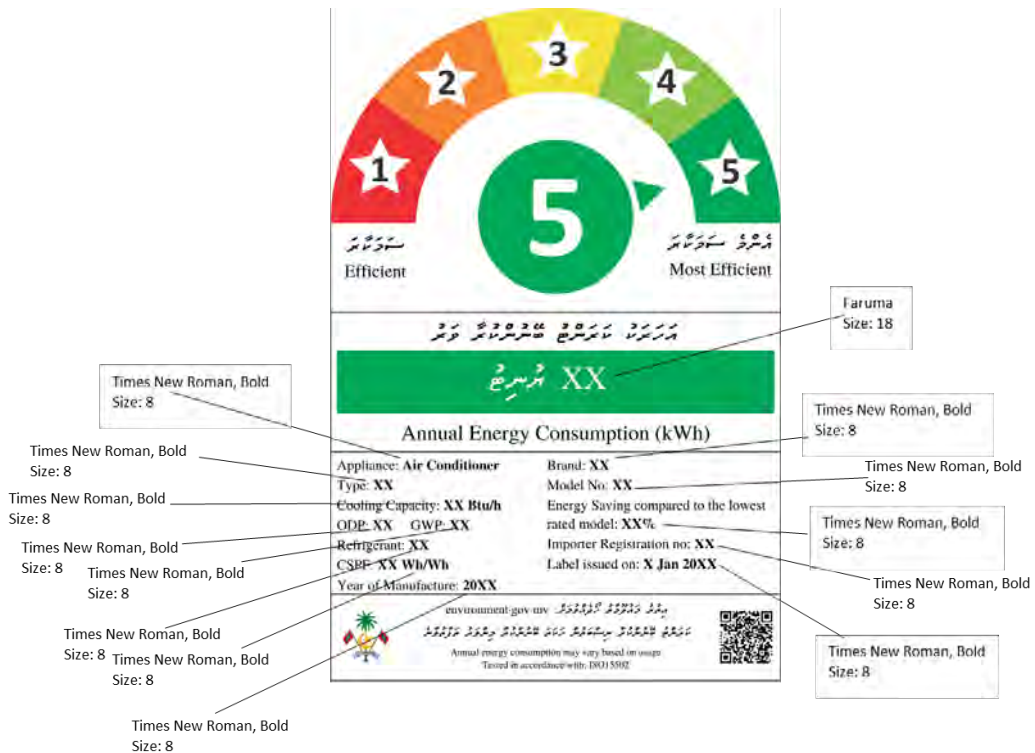 1
2
3
4
5
5
ސަމަކާރަ
Efficient
އެންމެ ސަމަކާރަ
Most Efficient
Faruma
Size: 18
އަހަރަކު ކަރަންޓު ބޭނުންކުރާ ވަރު
XX ޔުނިޓު
Annual Energy Consumption (kWh)
Times New Roman, Bold
Size: 8
Times New Roman, Bold
Size: 8
Times New Roman, Bold
Size: 8
Times New Roman, Bold
Size: 8
Times New Roman, Bold
Size: 8
Times New Roman, Bold
Size: 8
Times New Roman, Bold
Size: 8
Times New Roman, Bold
Size: 8
Appliance: Air Conditioner
Type: XX
Cooling Capacity: XX Btu/h
ODP: XX GWP: XX
Refrigerant: XX
CSPF: XX Wh/Wh
Year of Manufacture: 20XX
Brand: XX
Model No: XX
Energy Saving compared to the lowest
rated model: XX%
Importer Registration no: XX
Label issued on: X Jan 20XX
Times New Roman, Bold
Size: 8
Times New Roman, Bold
Size: 8
Times New Roman, Bold
Size: 8
Times New Roman, Bold
Size: 8
Times New Roman, Bold
Size: 8
environment.gov.mv
Annual energy consumption may vary based on usage
Tested in accordance with: ISO15502